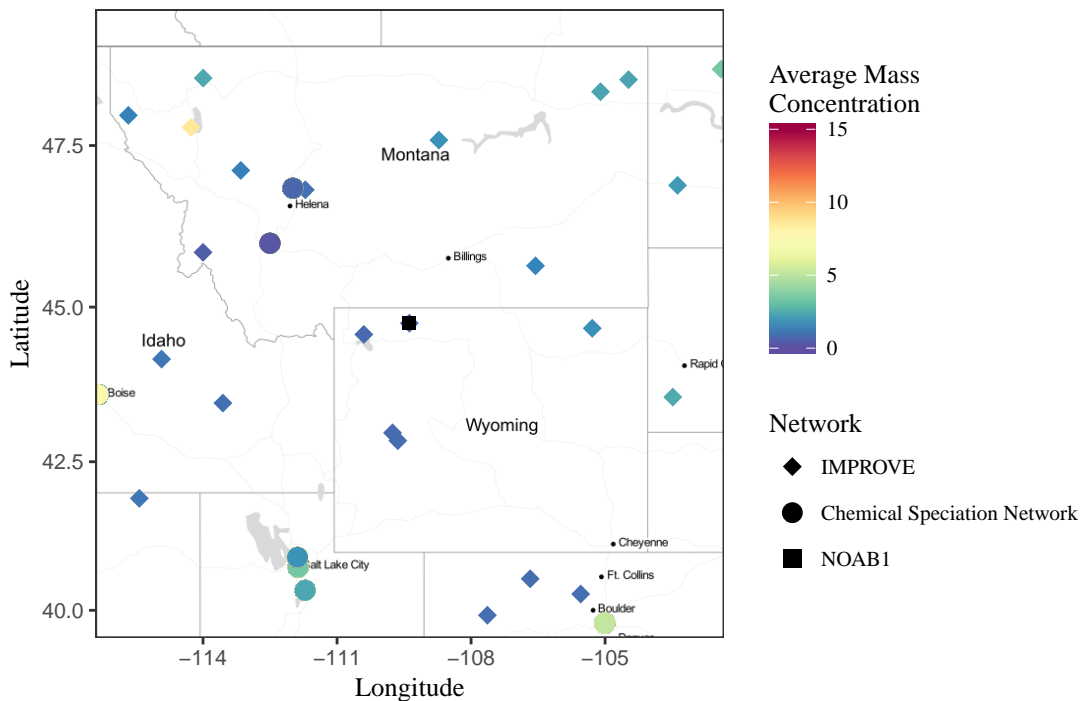 Average Mass
Concentration
15
10
5
0
Network
IMPROVE
Chemical Speciation Network
NOAB1
47.5
45.0
42.5
40.0
Latitude
Montana
Helena
Billings
Idaho
Boise
Rapid
Wyoming
Cheyenne
alt Lake City
Ft. Collins
Boulder
−114
−111
−108
−105
Longitude